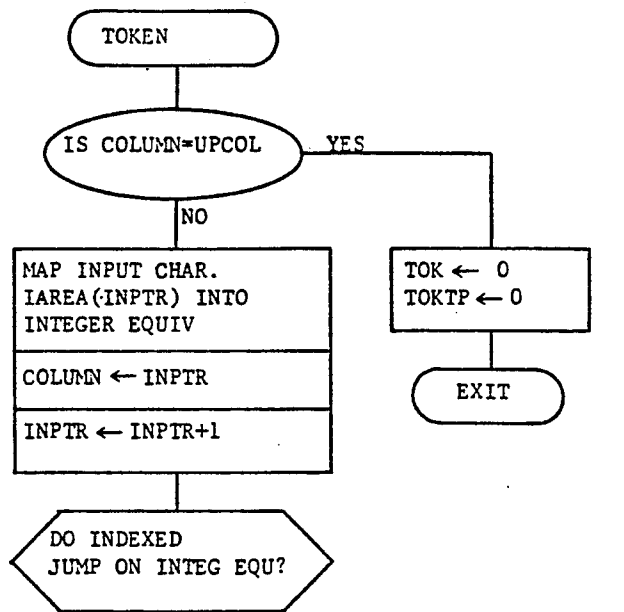 TOKEN
IS COLUMN=UPCOL
YES
NO
MAP INPUT CHAR.
IAREA(INPTR) INTO
INTEGER EQUIV
COLUMN ← INPTR
INPTR ← INPTR+1
DO INDEXED
JUMP ON INTEG EQU?
TOK ← 0
TOKTP ← 0
EXIT